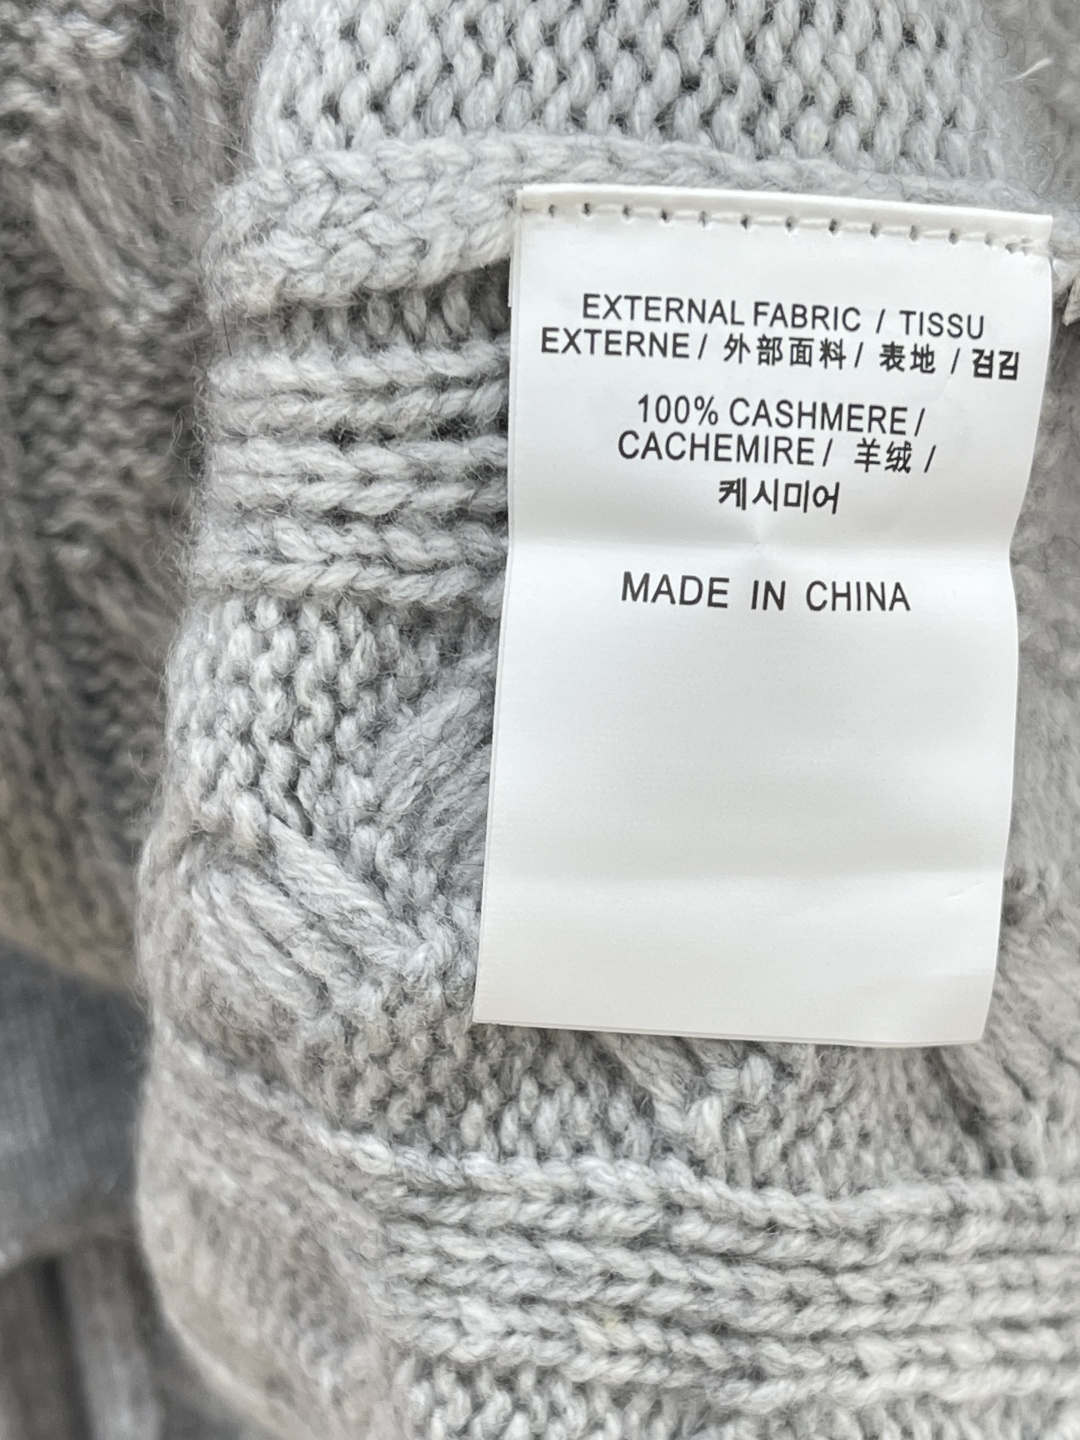 EXTERNAL FABRIC / TISSU
EXTERNE / 外部面料 / 表地 / 겉감
100% CASHMERE /
CACHEMIRE / 羊绒 /
케시미어
MADE IN CHINA